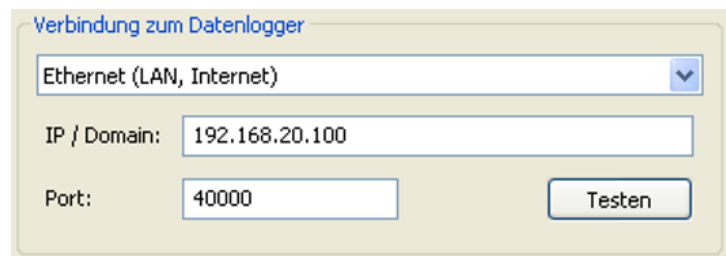 Verbindung zum Datenlogger
Ethernet (LAN, Internet)
IP / Domain: 192.168.20.100
Port: 40000 Testen